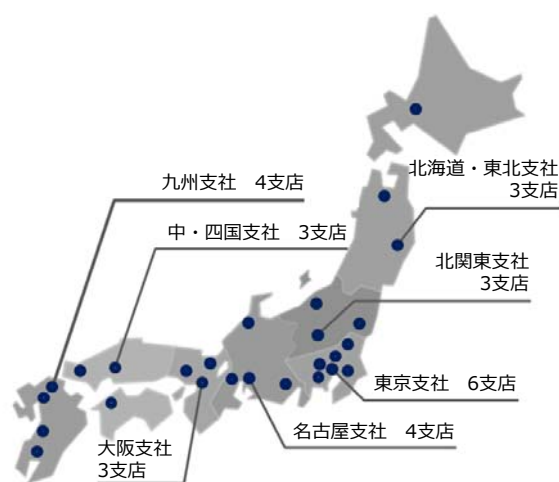 北海道・東北支社
3支店
九州支社　4支店
中・四国支社　3支店
北関東支社
3支店
東京支社　6支店
名古屋支社　4支店
大阪支社
3支店